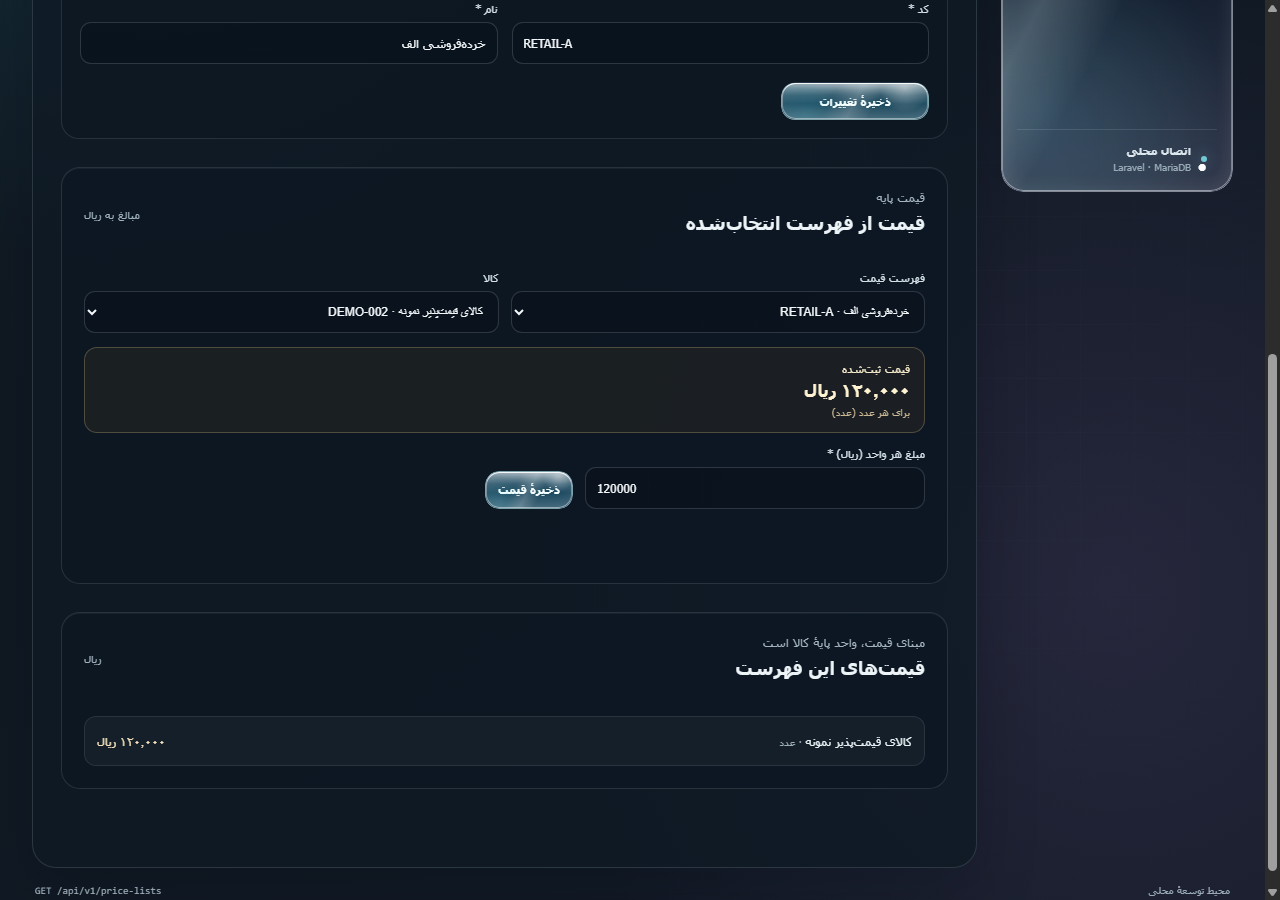 کد *
نام *
RETAIL-A
خرده‌فروشی الف
ذخیرهٔ تغییرات
اتصال محلی
Laravel · MariaDB
قیمت پایه
قیمت از فهرست انتخاب‌شده
مبالغ به ریال
فهرست قیمت
کالا
خرده‌فروشی الف · RETAIL-A
کالای قیمت‌پذیر نمونه · DEMO-002
قیمت ثبت‌شده
۱۲۰٬۰۰۰ ریال
برای هر عدد (عدد)
مبلغ هر واحد (ریال) *
120000
ذخیرهٔ قیمت
مبنای قیمت، واحد پایهٔ کالا است
قیمت‌های این فهرست
ریال
کالای قیمت‌پذیر نمونه · عدد
۱۲۰٬۰۰۰ ریال
محیط توسعهٔ محلی
GET /api/v1/price-lists